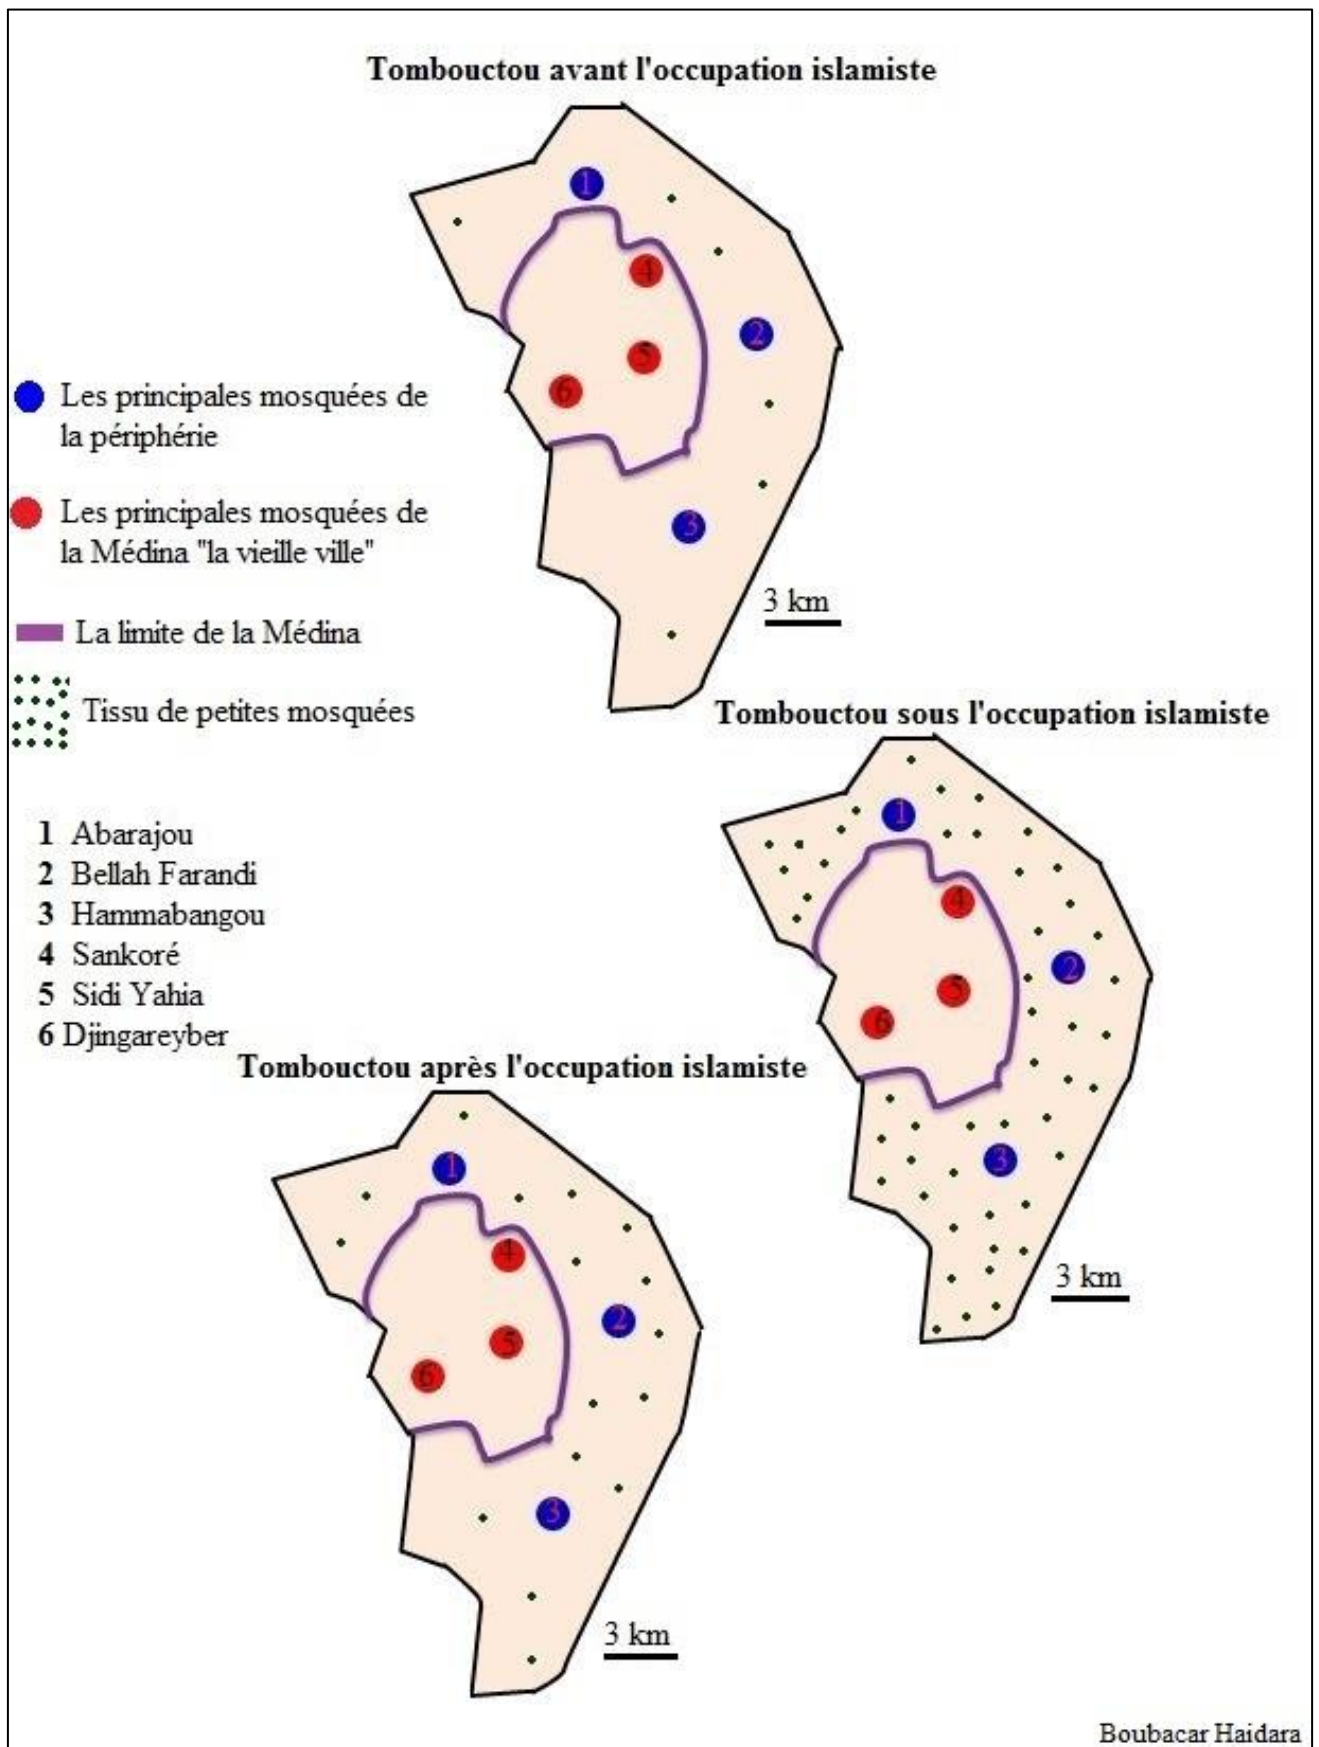 Tombouctou avant l'occupation islamiste
1
4
2
5
6
3
3 km
Les principales mosquées de
la périphérie
Les principales mosquées de
la Médina "la vieille ville"
La limite de la Médina
Tissu de petites mosquées
1 Abarajou
2 Bellah Farandi
3 Hammabangou
4 Sankoré
5 Sidi Yahia
6 Djingareyber
Tombouctou sous l'occupation islamiste
1
4
2
5
6
3
3 km
Tombouctou après l'occupation islamiste
1
4
2
5
6
3
3 km
Boubacar Haidara